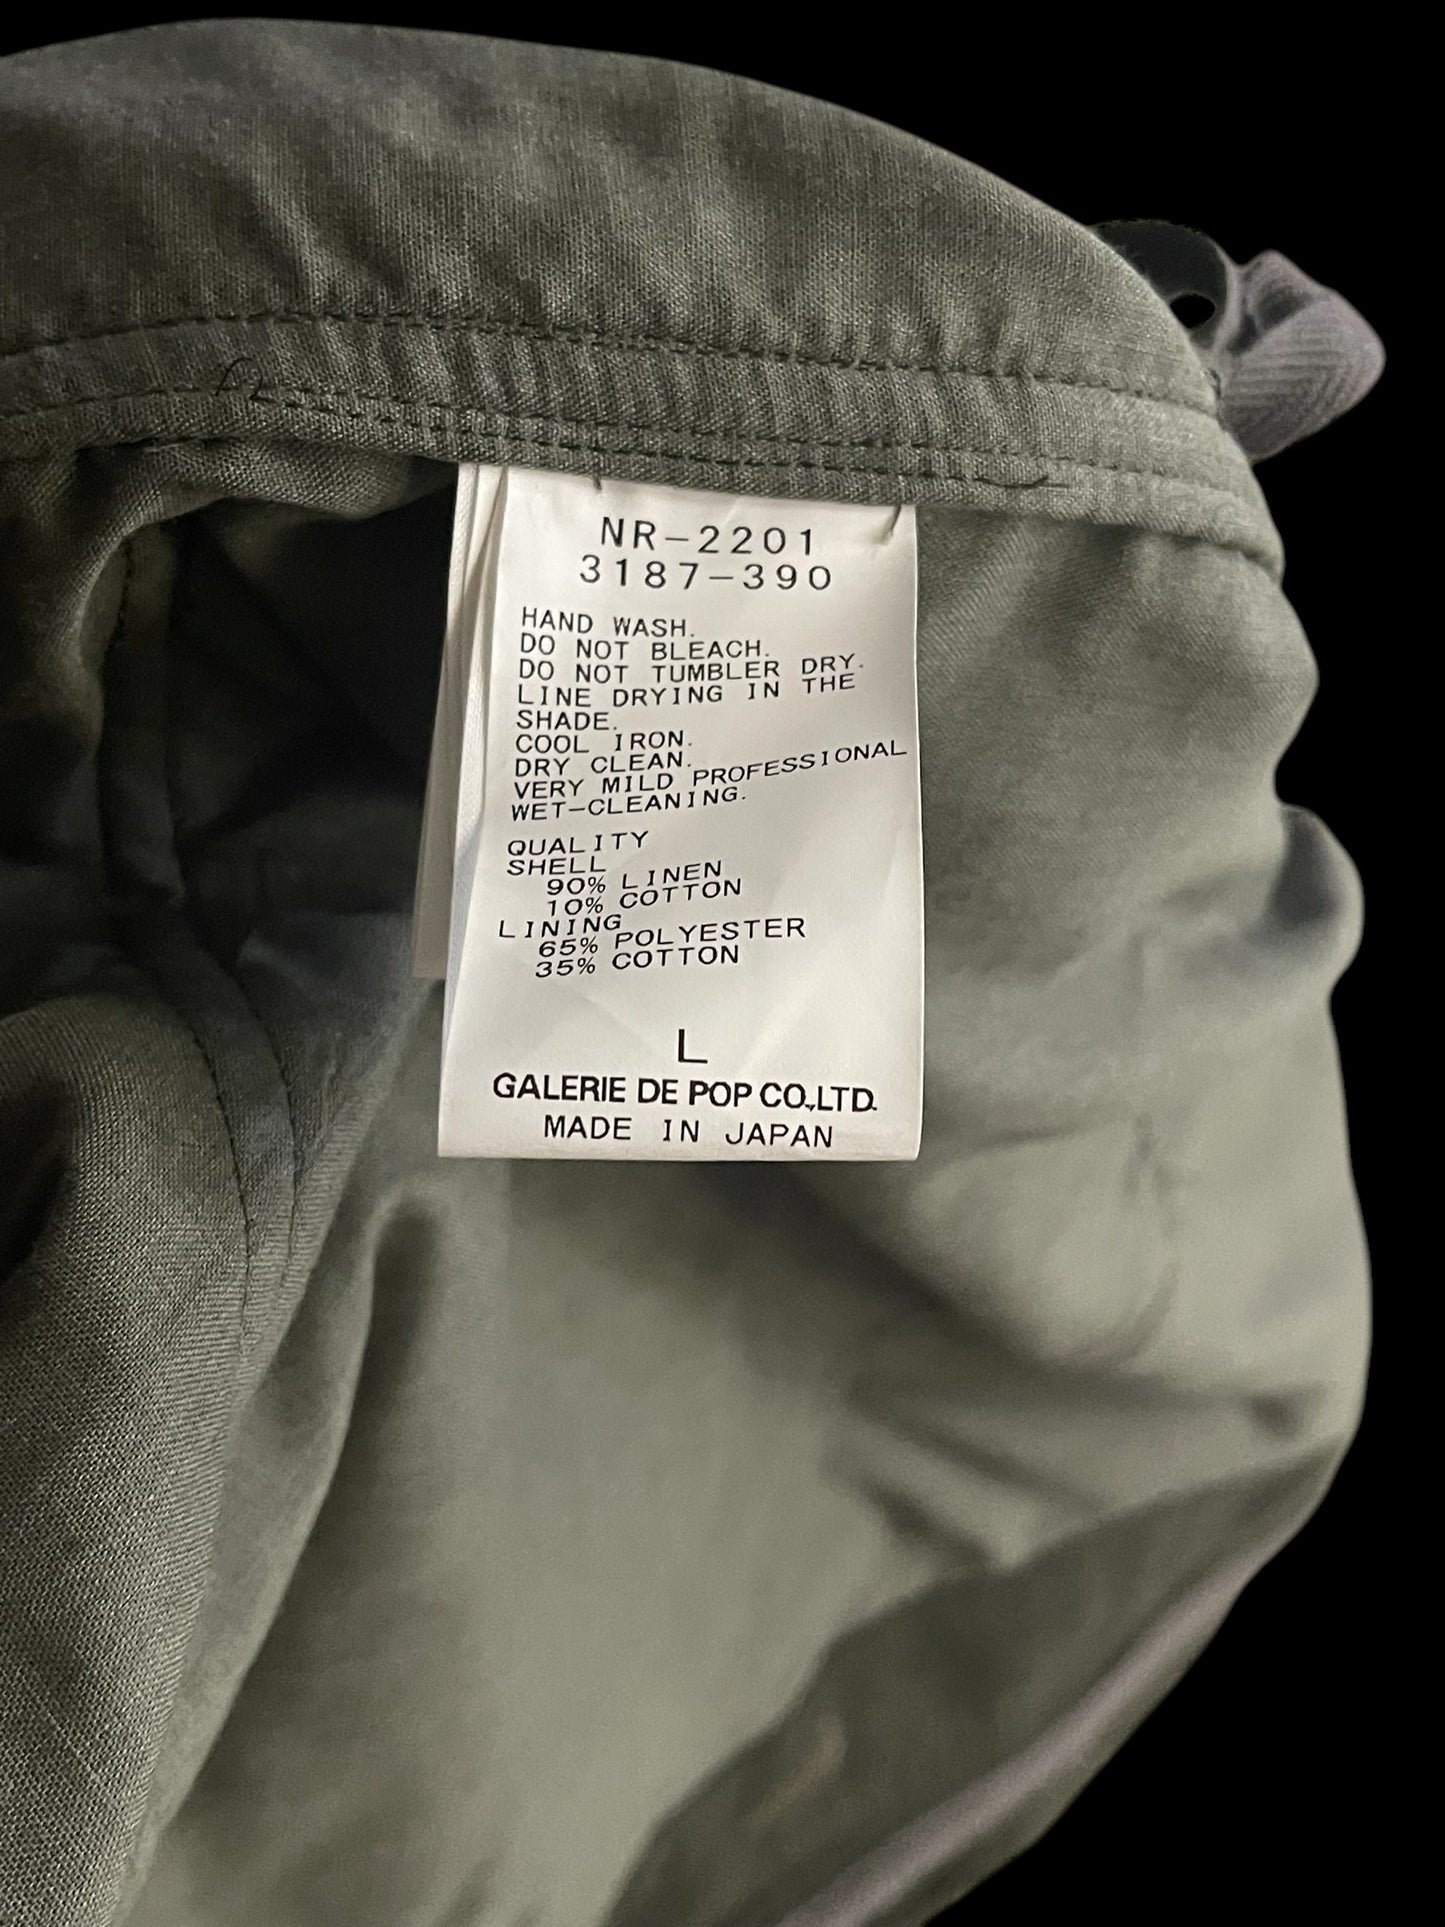 NR-2201
3187-390
HAND WASH.
DO NOT BLEACH.
DO NOT TUMBLER DRY.
LINE DRYING IN THE
SHADE.
COOL IRON.
DRY CLEAN.
VERY MILD PROFESSIONAL
WET-CLEANING.
QUALITY
SHELL
90% LINEN
10% COTTON
LINING
65% POLYESTER
35% COTTON
L
GALERIE DE POP CO.,LTD.
MADE IN JAPAN